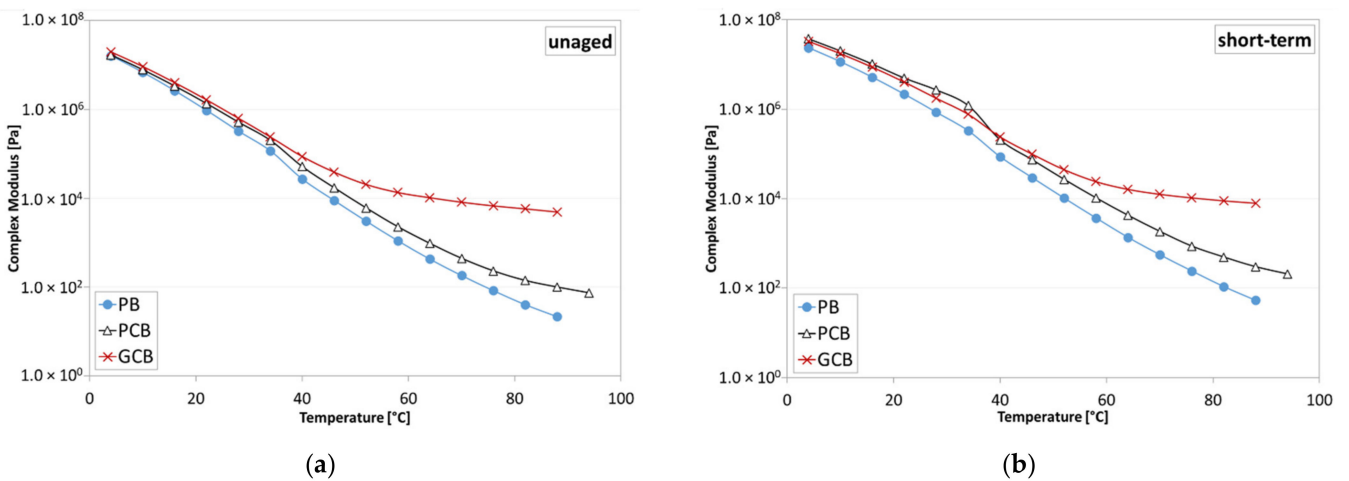 unaged
1.0 × 10⁸
1.0 × 10⁶
1.0 × 10⁴
1.0 × 10²
1.0 × 10⁰
Complex Modulus [Pa]
PB
PCB
GCB
0 20 40 60 80 100
Temperature [°C]
(a)
short-term
1.0 × 10⁸
1.0 × 10⁶
1.0 × 10⁴
1.0 × 10²
1.0 × 10⁰
Complex Modulus [Pa]
PB
PCB
GCB
0 20 40 60 80 100
Temperature [°C]
(b)